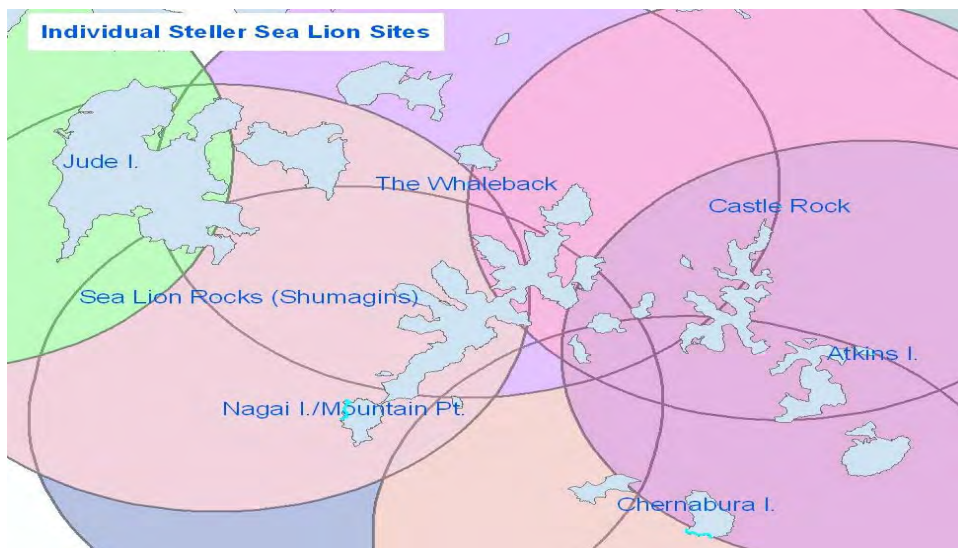 Individual Steller Sea Lion Sites
Jude I.
The Whaleback
Castle Rock
Sea Lion Rocks (Shumagins)
Atkins I.
Nagai I./Mountain Pt.
Chernabura I.